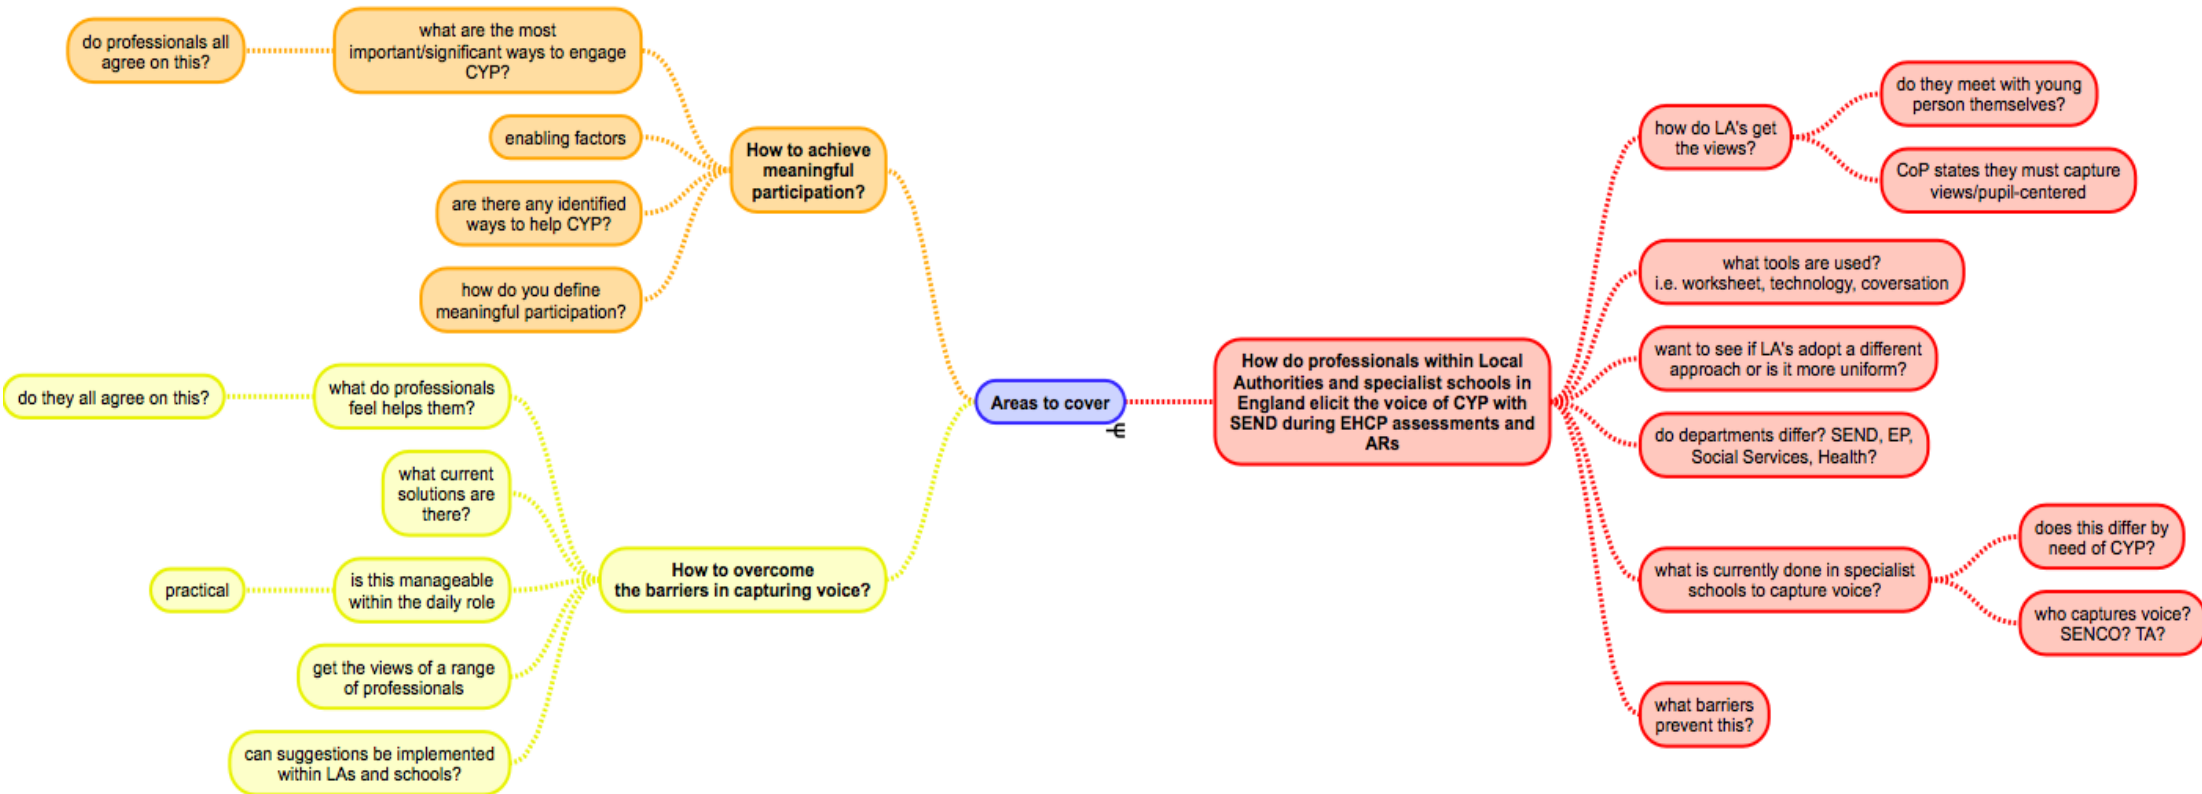 do professionals all
agree on this?
what are the most
important/significant ways to engage
CYP?
enabling factors
are there any identified
ways to help CYP?
how do you define
meaningful participation?
How to achieve
meaningful
participation?
do they all agree on this?
what do professionals
feel helps them?
what current
solutions are
there?
practical
is this manageable
within the daily role
get the views of a range
of professionals
can suggestions be implemented
within LAs and schools?
How to overcome
the barriers in capturing voice?
Areas to cover
How do professionals within Local
Authorities and specialist schools in
England elicit the voice of CYP with
SEND during EHCP assessments and
ARs
how do LA's get
the views?
do they meet with young
person themselves?
CoP states they must capture
views/pupil-centered
what tools are used?
i.e. worksheet, technology, coversation
want to see if LA's adopt a different
approach or is it more uniform?
do departments differ? SEND, EP,
Social Services, Health?
what is currently done in specialist
schools to capture voice?
does this differ by
need of CYP?
who captures voice?
SENCO? TA?
what barriers
prevent this?